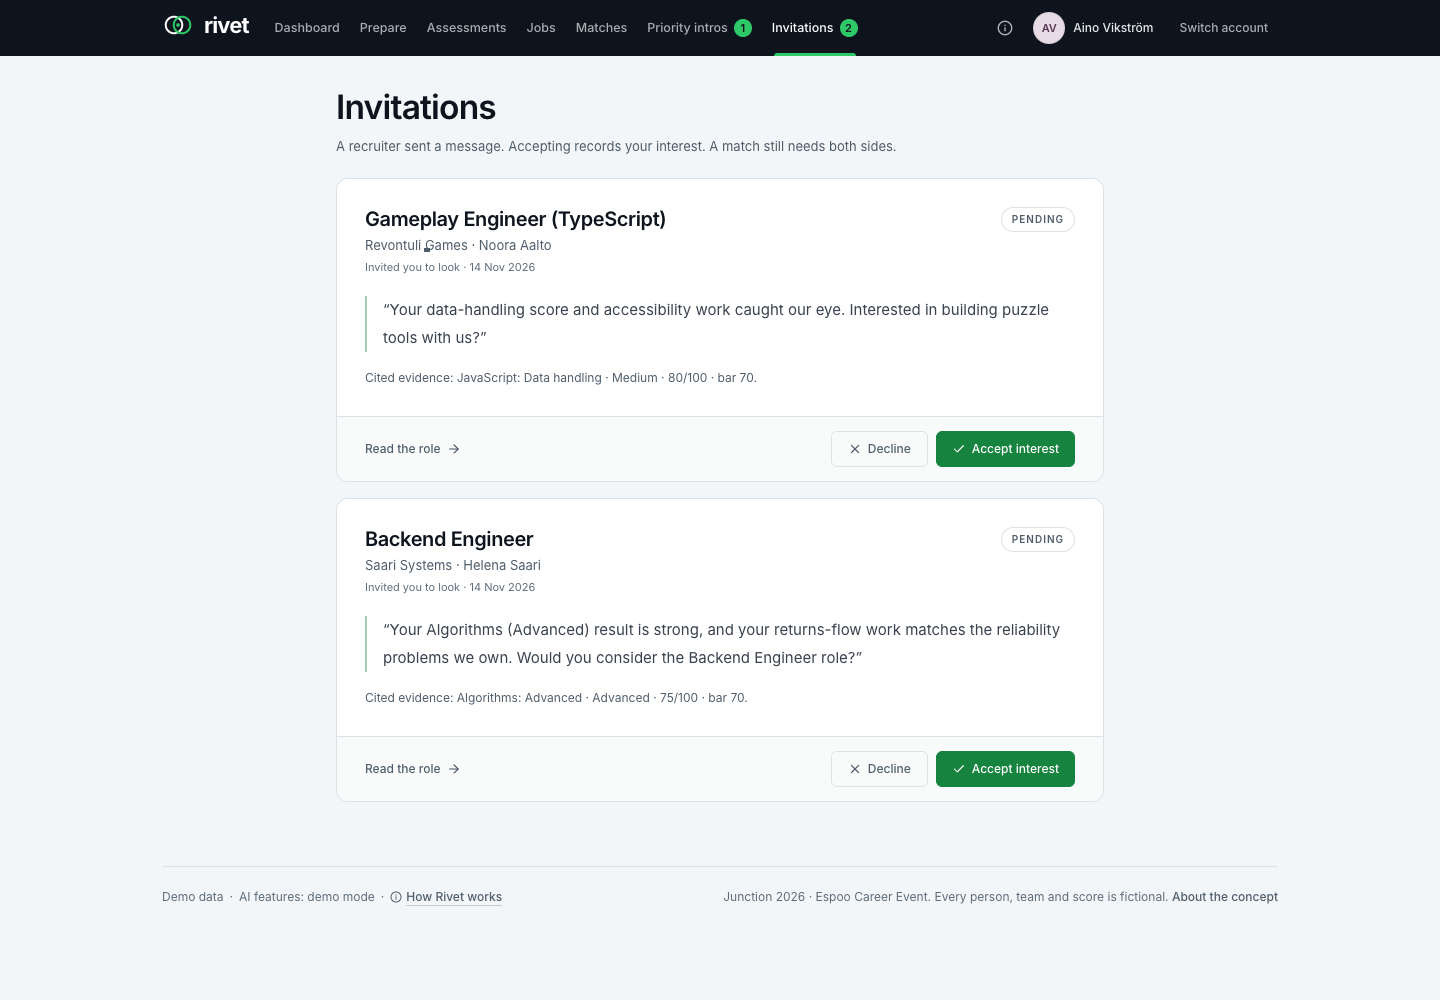 rivet
Dashboard
Prepare
Assessments
Jobs
Matches
Priority intros 1
Invitations 2
AV
Aino Vikström
Switch account
Invitations
A recruiter sent a message. Accepting records your interest. A match still needs both sides.
Gameplay Engineer (TypeScript)
PENDING
Revontuli Games · Noora Aalto
Invited you to look · 14 Nov 2026
“Your data-handling score and accessibility work caught our eye. Interested in building puzzle
tools with us?”
Cited evidence: JavaScript: Data handling · Medium · 80/100 · bar 70.
Read the role →
Decline
Accept interest
Backend Engineer
PENDING
Saari Systems · Helena Saari
Invited you to look · 14 Nov 2026
“Your Algorithms (Advanced) result is strong, and your returns-flow work matches the reliability
problems we own. Would you consider the Backend Engineer role?”
Cited evidence: Algorithms: Advanced · Advanced · 75/100 · bar 70.
Read the role →
Decline
Accept interest
Demo data · AI features: demo mode · How Rivet works
Junction 2026 · Espoo Career Event. Every person, team and score is fictional. About the concept